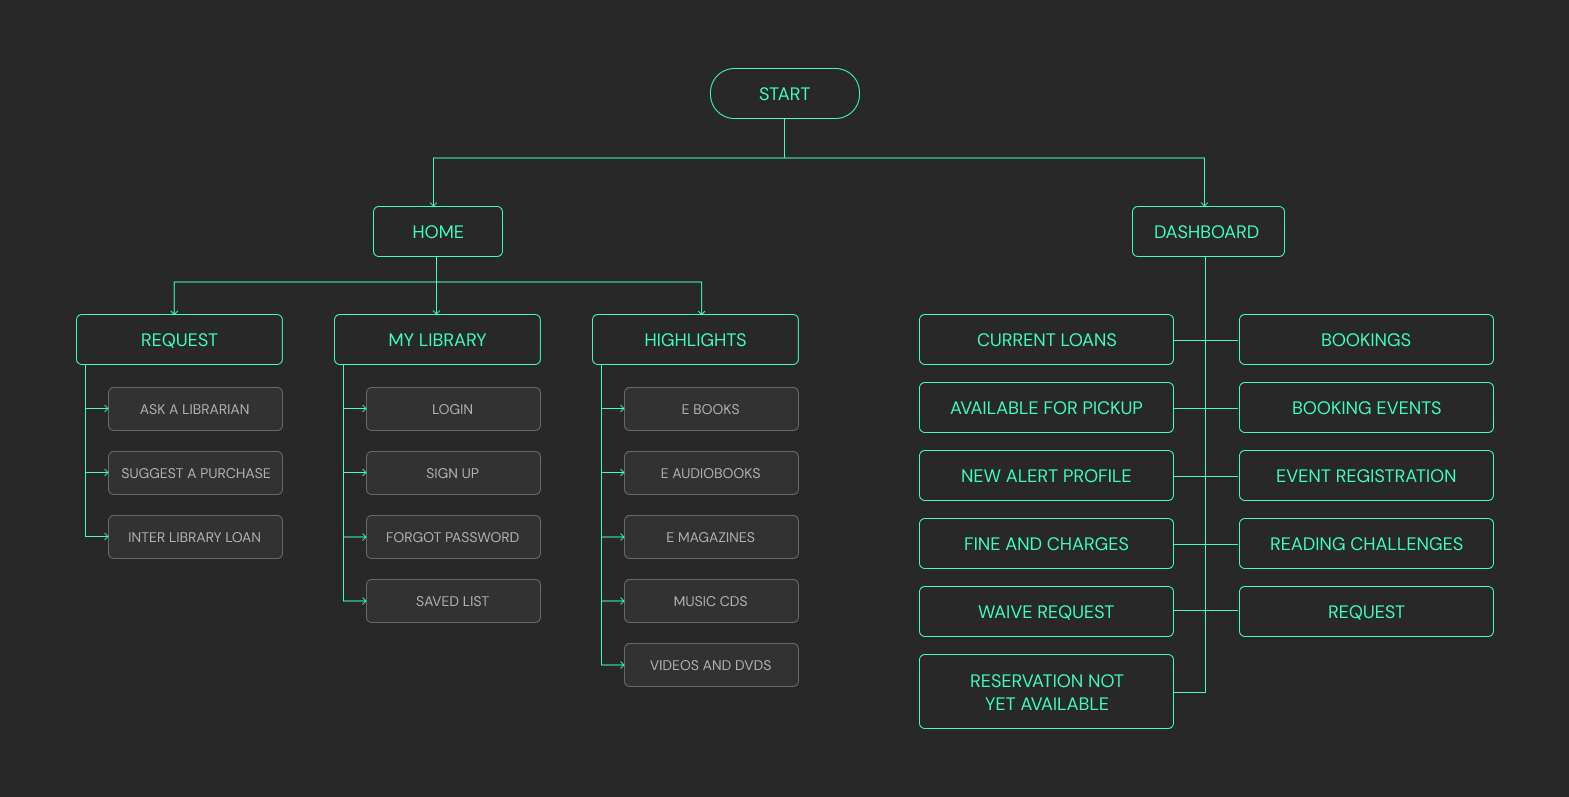 START
HOME
DASHBOARD
REQUEST
MY LIBRARY
HIGHLIGHTS
ASK A LIBRARIAN
SUGGEST A PURCHASE
INTER LIBRARY LOAN
LOGIN
SIGN UP
FORGOT PASSWORD
SAVED LIST
E BOOKS
E AUDIOBOOKS
E MAGAZINES
MUSIC CDS
VIDEOS AND DVDS
CURRENT LOANS
AVAILABLE FOR PICKUP
NEW ALERT PROFILE
FINE AND CHARGES
WAIVE REQUEST
RESERVATION NOT
YET AVAILABLE
BOOKINGS
BOOKING EVENTS
EVENT REGISTRATION
READING CHALLENGES
REQUEST